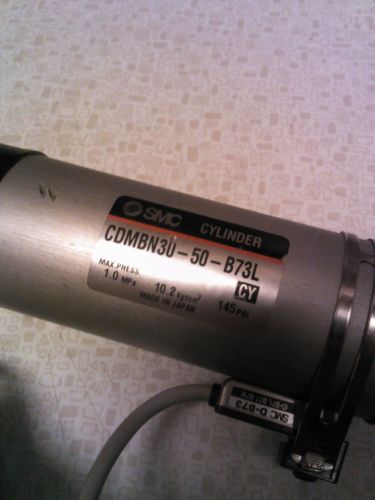 SMC CYLINDER
CDMBN30-50-B73L
MAX.PRESS. CY
1.0 MPa 10.2 kgf/cm² 145 PSI
MADE IN JAPAN
SMC D-B73